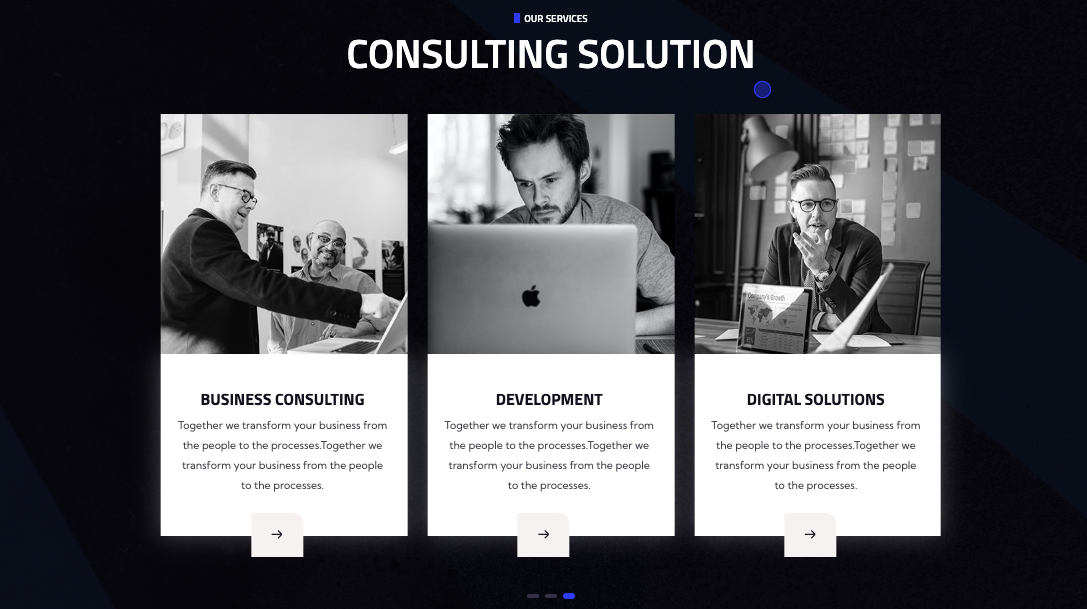 OUR SERVICES
CONSULTING SOLUTION
Company's Growth
BUSINESS CONSULTING
Together we transform your business from
the people to the processes.Together we
transform your business from the people
to the processes.
DEVELOPMENT
Together we transform your business from
the people to the processes.Together we
transform your business from the people
to the processes.
DIGITAL SOLUTIONS
Together we transform your business from
the people to the processes.Together we
transform your business from the people
to the processes.